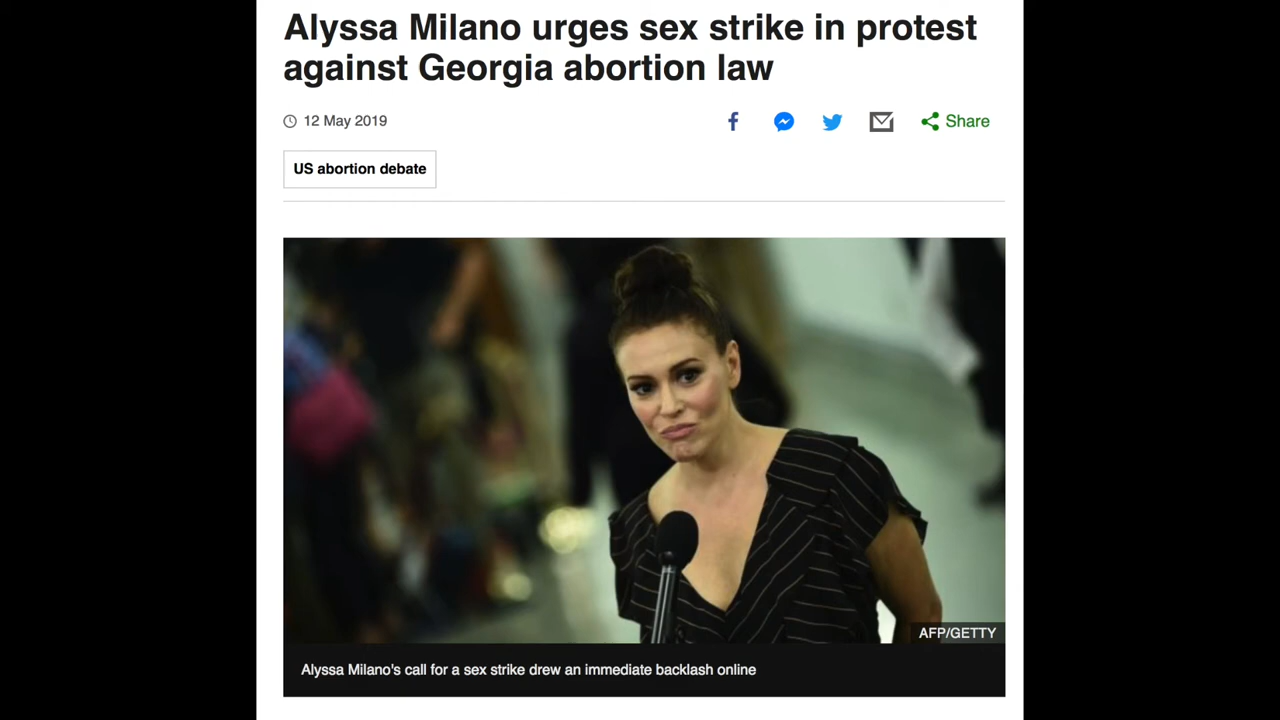 Alyssa Milano urges sex strike in protest
against Georgia abortion law
12 May 2019
Share
US abortion debate
AFP/GETTY
Alyssa Milano's call for a sex strike drew an immediate backlash online